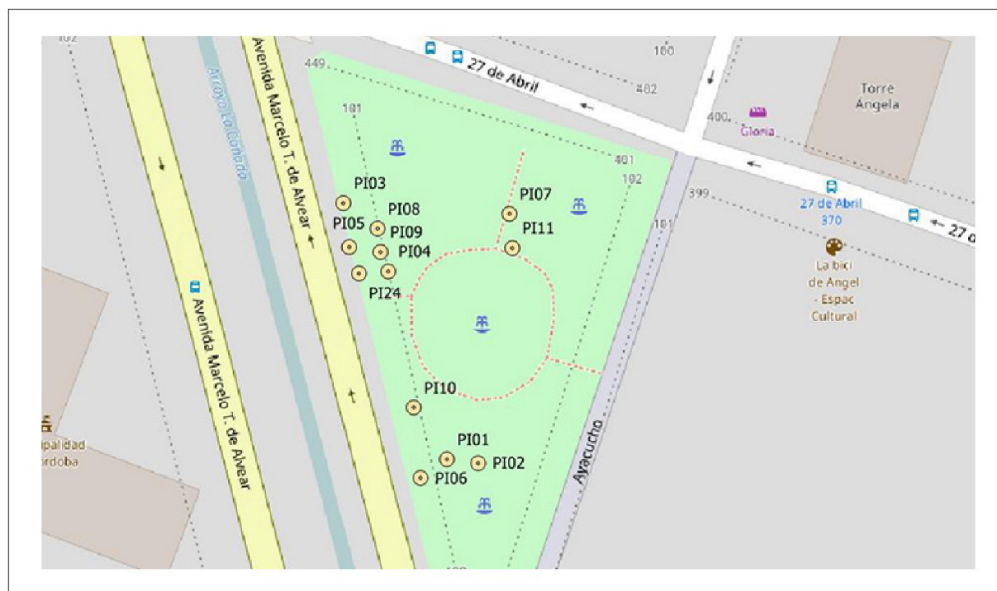 102
449
101
27 de Abril
482
100
400
Gloria
Torre
Angela
401
102
399
101
27 de Abril
370
La bici
de Angel
- Espac
Cultural
Arroyo La Cañada
Avenida Marcelo T. de Alvear
Avenida Marcelo T. de Alvear
Ayacucho
PI03
PI08
PI07
PI05
PI09
PI11
PI04
PI24
PI10
PI01
PI02
PI06
ipalidad
órdoba